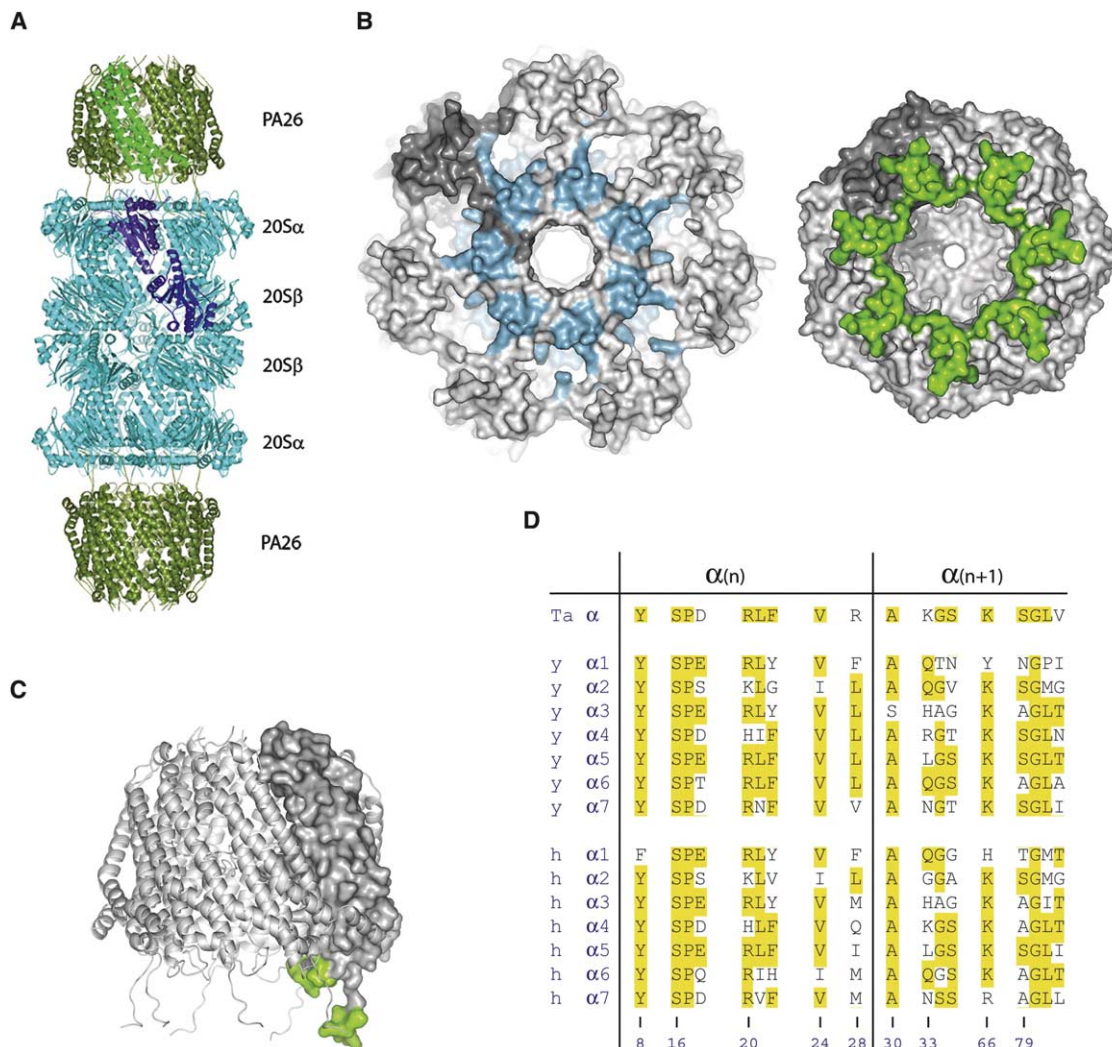 A
B
PA26
20Sα
20Sβ
20Sβ
20Sα
PA26
C
D
α(n) α(n+1)
Ta α Y SPD RLF V R A KGS K SGLV
y α1 Y SPE RLY V F A QTN Y NGPI
y α2 Y SPS KLG I L A QGV K SGMG
y α3 Y SPE RLY V L S HAG K AGLT
y α4 Y SPD HIF V L A RGT K SGLN
y α5 Y SPE RLF V L A LGS K SGLT
y α6 Y SPT RLF V L A QGS K AGLA
y α7 Y SPD RNF V V A NGT K SGLI
h α1 F SPE RLY V F A QGG H TGMT
h α2 Y SPS KLV I L A GGA K SGMG
h α3 Y SPE RLY V M A HAG K AGIT
h α4 Y SPD HLF V Q A KGS K AGLT
h α5 Y SPE RLF V I A LGS K SGLI
h α6 Y SPQ RIH I M A QGS K AGLT
h α7 Y SPD RVF V M A NSS R AGLL
8 16 20 24 28 30 33 66 79